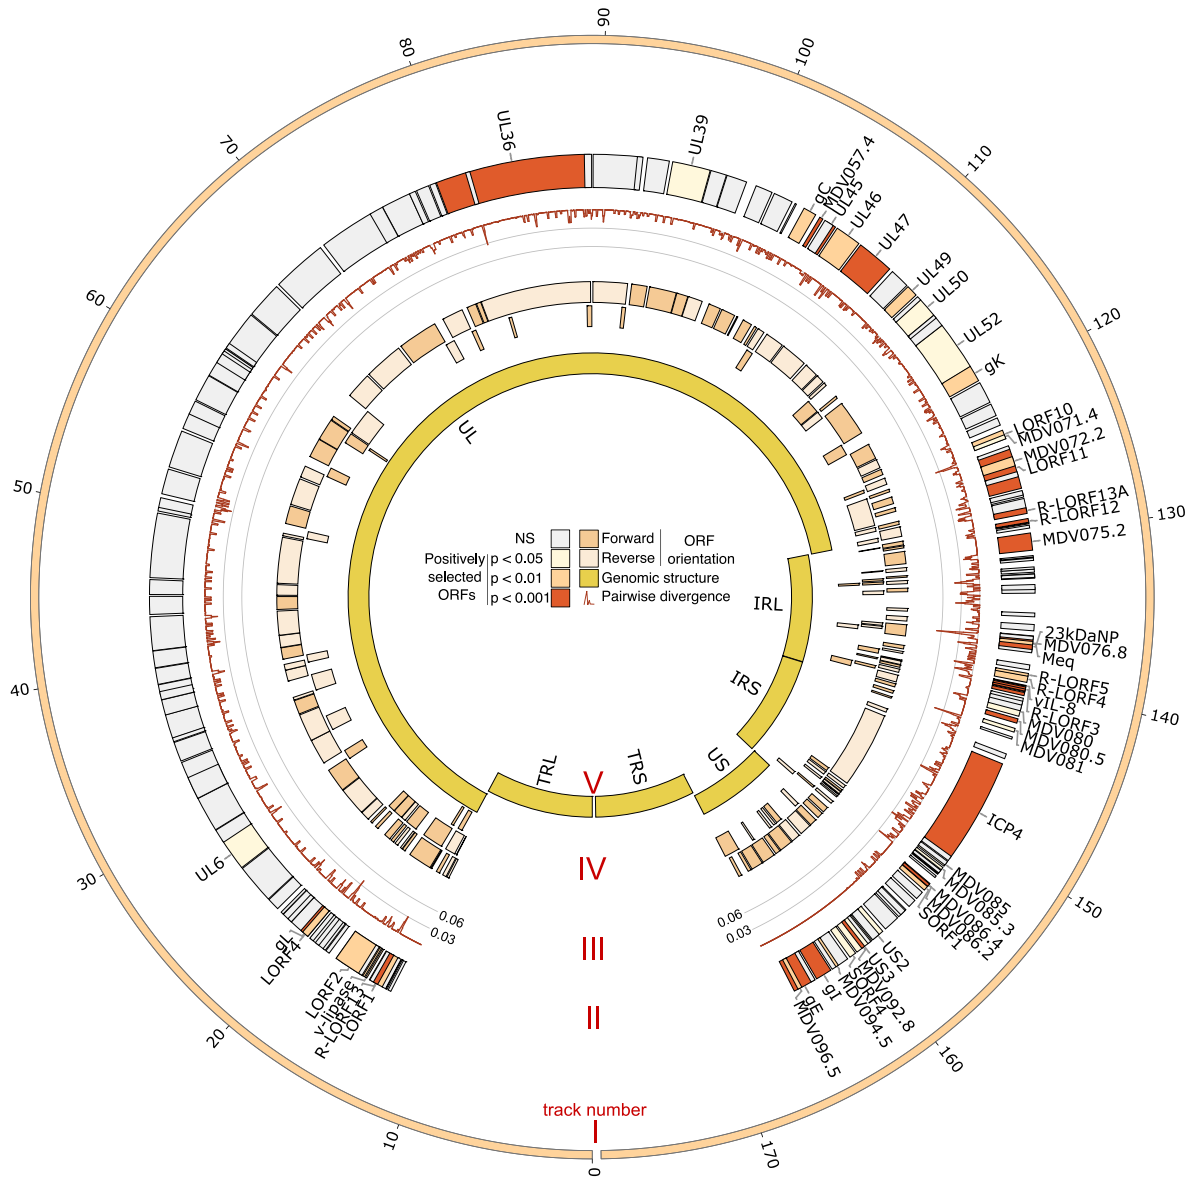 90
100
110
120
130
140
150
160
170
0
10
20
30
40
50
60
70
80
UL36
UL39
gC
MDV057.4
UL45
UL46
UL47
UL49
UL50
UL52
gK
LORF10
MDV071.4
MDV072.2
LORF11
R-LORF13A
R-LORF12
MDV075.2
23kDaNP
MDV076.8
Meq
R-LORF5
R-LORF4
vIL-8
R-LORF3
MDV080
MDV080.5
MDV081
ICP4
MDV085
MDV085.3
MDV086.4
MDV086.2
SORF1
US2
US3
MDV092.8
SORF4
MDV094.5
gI
gE
MDV096.5
LORF1
v-lipase
LORF2
LORF4
gL
UL6
0.06
0.03
0.06
0.03
UL
IRL
IRS
US
TRS
TRL
NS
Positively
selected
ORFs
p < 0.05
p < 0.01
p < 0.001
Forward
Reverse
ORF
orientation
Genomic structure
Pairwise divergence
V
IV
III
II
track number
I